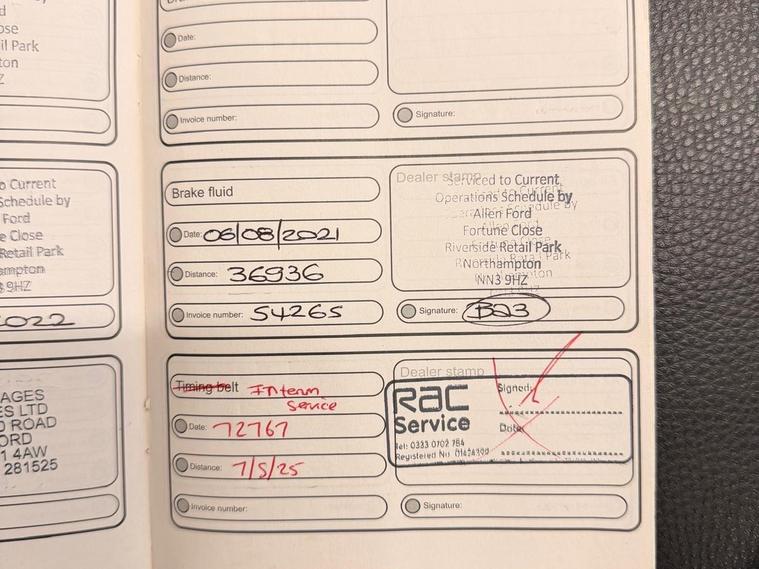 d
ose
il Park
ton
Z
Date:
Distance:
Invoice number:
Signature:
o Current
Schedule by
Ford
e Close
Retail Park
ampton
9HZ
2022
Brake fluid
Date: 06/08/2021
Distance: 36936
Invoice number: 54265
Dealer stamp
Serviced to Current
Operations Schedule by
Allen Ford
Fortune Close
Riverside Retail Park
Northampton
NN3 9HZ
Signature: BQ3
AGES
ES LTD
O ROAD
ORD
1 4AW
281525
Timing belt Interm
Service
Date: 72767
Distance: 7/5/25
Invoice number:
Dealer stamp
RAC
Service
Tel: 0333 0702 784
Registered No 01424399
Signed:
Date:
Signature: